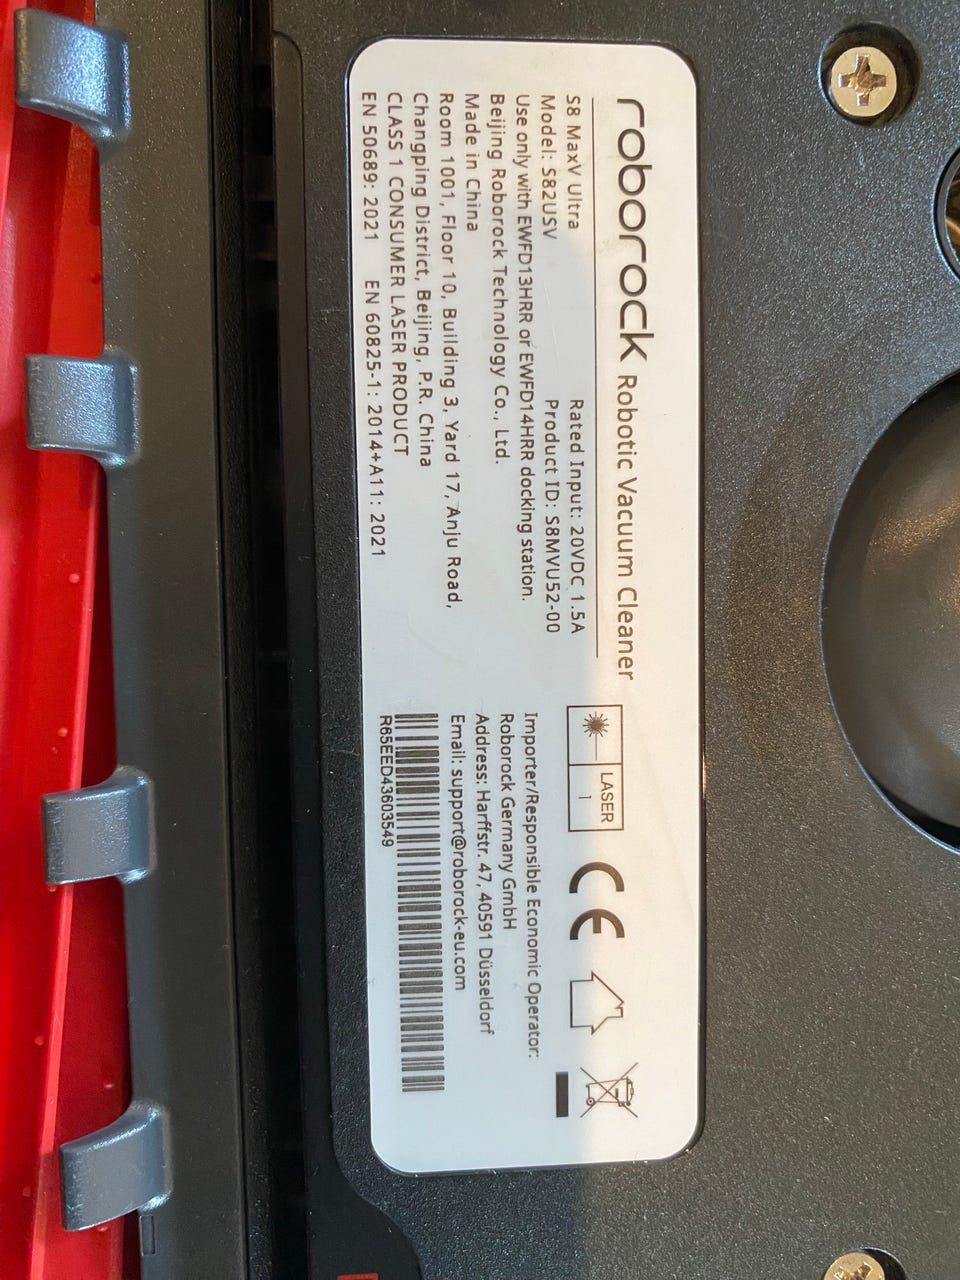 roborock Robotic Vacuum Cleaner
S8 MaxV Ultra Rated Input: 20VDC 1.5A
Model: S82USV Product ID: S8MVU52-00
Use only with EWFD13HRR or EWFD14HRR docking station.
Beijing Roborock Technology Co., Ltd.
Made in China
Room 1001, Floor 10, Building 3, Yard 17, Anju Road,
Changping District, Beijing, P.R. China
CLASS 1 CONSUMER LASER PRODUCT
EN 50689: 2021 EN 60825-1: 2014+A11: 2021
LASER
1
CE
Importer/Responsible Economic Operator:
Roborock Germany GmbH
Address: Harffstr. 47, 40591 Düsseldorf
Email: support@roborock-eu.com
R65EED43603549